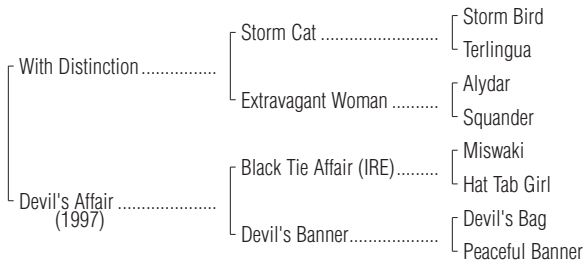 Storm Bird
Storm Cat ........................
Terlingua
With Distinction...............
Alydar
Extravagant Woman ..........
Squander
Miswaki
Black Tie Affair (IRE).........
Hat Tab Girl
Devil's Affair ....................
(1997)
Devil's Bag
Devil's Banner..................
Peaceful Banner